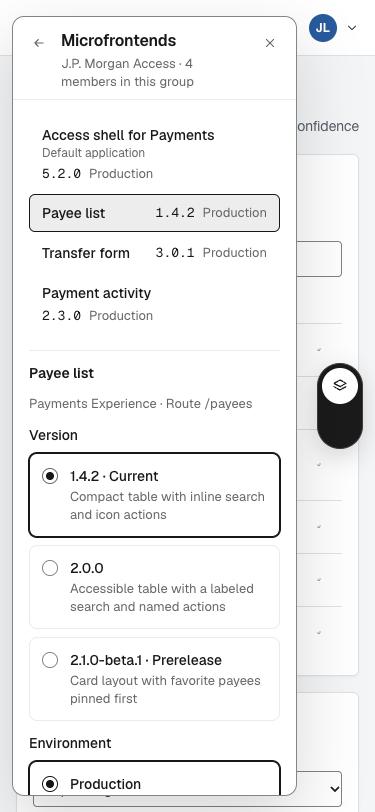 JL
← Microfrontends ×
J.P. Morgan Access · 4
members in this group
onfidence
Access shell for Payments
Default application
5.2.0 Production
Payee list 1.4.2 Production
Transfer form 3.0.1 Production
Payment activity
2.3.0 Production
Payee list
Payments Experience · Route /payees
Version
1.4.2 · Current
Compact table with inline search
and icon actions
2.0.0
Accessible table with a labeled
search and named actions
2.1.0-beta.1 · Prerelease
Card layout with favorite payees
pinned first
Environment
Production